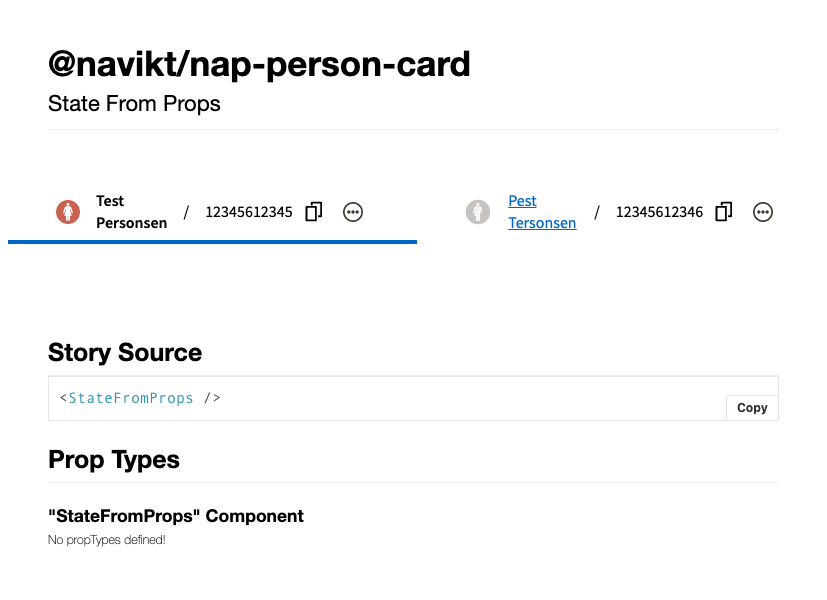 @navikt/nap-person-card
State From Props
Test
Personsen
/
12345612345
Pest
Tersonsen
/
12345612346
Story Source
<StateFromProps />
Copy
Prop Types
"StateFromProps" Component
No propTypes defined!